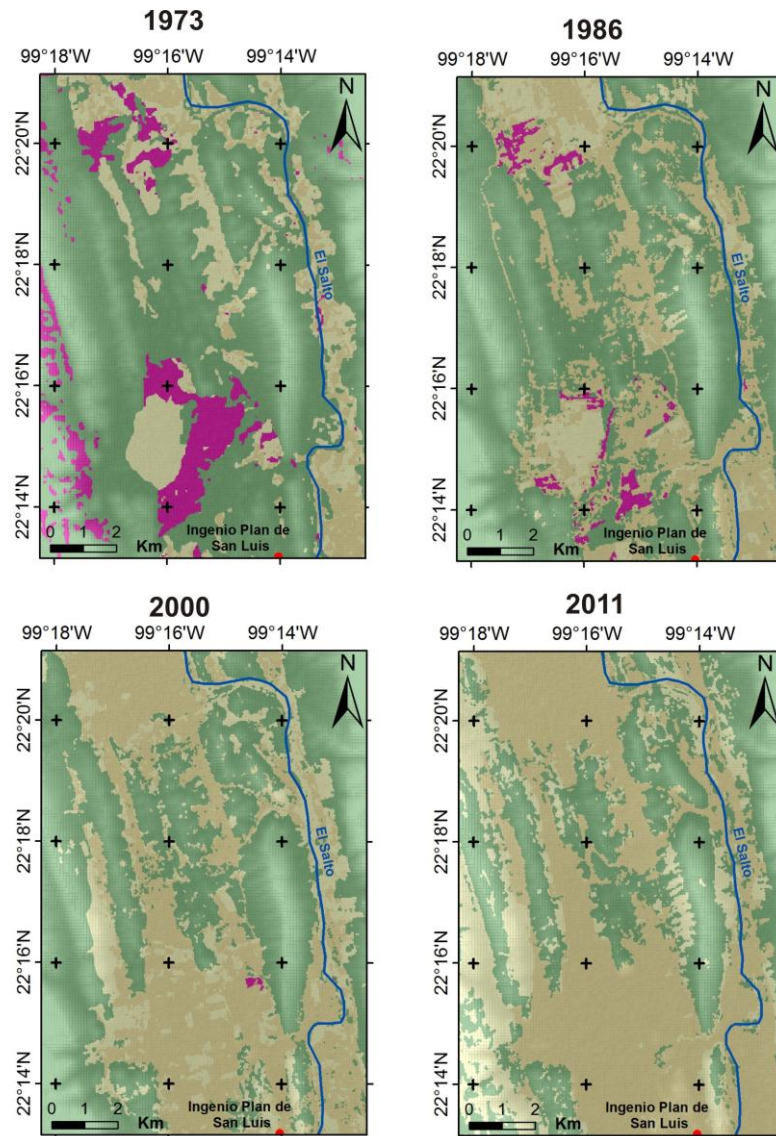 1973
99°18'W 99°16'W 99°14'W
N
22°20'N
22°18'N
El Salto
22°16'N
22°14'N
Ingenio Plan de
San Luis
0 1 2
Km
1986
99°18'W 99°16'W 99°14'W
N
22°20'N
22°18'N
El Salto
22°16'N
22°14'N
Ingenio Plan de
San Luis
0 1 2
Km
2000
99°18'W 99°16'W 99°14'W
N
22°20'N
22°18'N
El Salto
22°16'N
22°14'N
Ingenio Plan de
San Luis
0 1 2
Km
2011
99°18'W 99°16'W 99°14'W
N
22°20'N
22°18'N
El Salto
22°16'N
22°14'N
Ingenio Plan de
San Luis
0 1 2
Km